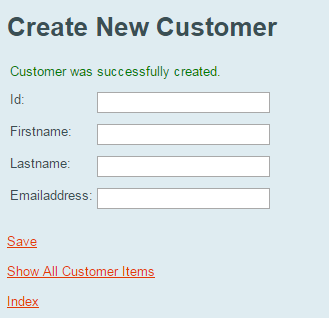 Create New Customer
Customer was successfully created.
Id:
Firstname:
Lastname:
Emailaddress:
Save
Show All Customer Items
Index